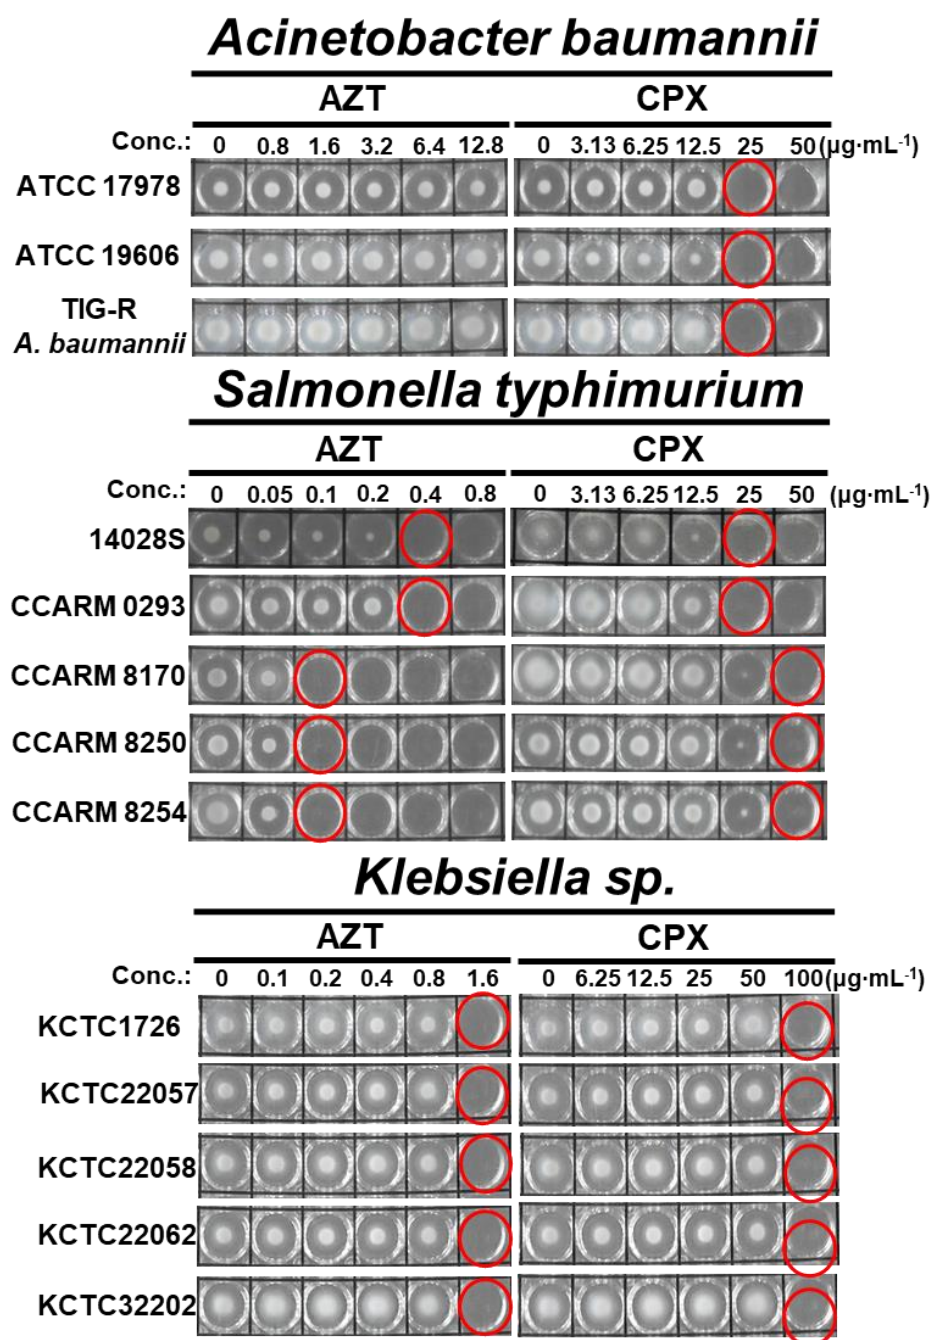 Acinetobacter baumannii
AZT CPX
Conc.: 0 0.8 1.6 3.2 6.4 12.8 0 3.13 6.25 12.5 25 50 (µg·mL-1)
ATCC 17978
ATCC 19606
TIG-R
A. baumannii
Salmonella typhimurium
AZT CPX
Conc.: 0 0.05 0.1 0.2 0.4 0.8 0 3.13 6.25 12.5 25 50 (µg·mL-1)
14028S
CCARM 0293
CCARM 8170
CCARM 8250
CCARM 8254
Klebsiella sp.
AZT CPX
Conc.: 0 0.1 0.2 0.4 0.8 1.6 0 6.25 12.5 25 50 100 (µg·mL-1)
KCTC1726
KCTC22057
KCTC22058
KCTC22062
KCTC32202